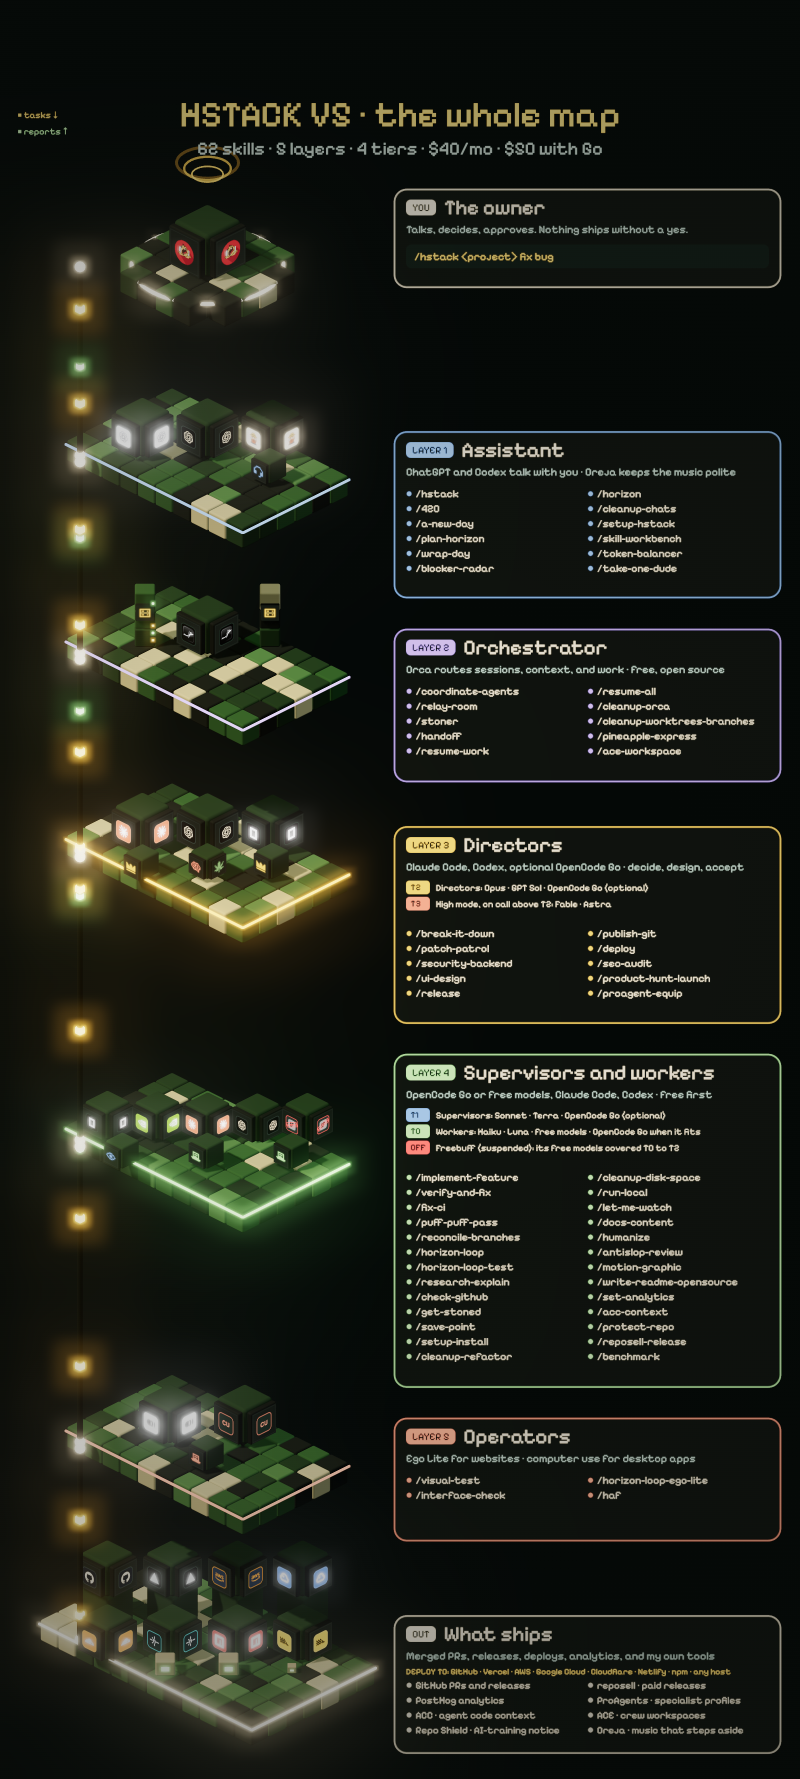 ■ tasks ↓
■ reports ↑
HSTACK V5 · the whole map
62 skills · 5 layers · 4 tiers · $40/mo · $50 with Go
YOU The owner
Talks, decides, approves. Nothing ships without a yes.
/hstack <project> fix bug
LAYER 1 Assistant
ChatGPT and Codex talk with you · Oreja keeps the music polite
/hstack
/420
/a-new-day
/plan-horizon
/wrap-day
/blocker-radar
/horizon
/cleanup-chats
/setup-hstack
/skill-workbench
/token-balancer
/take-one-dude
LAYER 2 Orchestrator
Orca routes sessions, context, and work · free, open source
/coordinate-agents
/relay-room
/stoner
/handoff
/resume-work
/resume-all
/cleanup-orca
/cleanup-worktrees-branches
/pineapple-express
/ace-workspace
LAYER 3 Directors
Claude Code, Codex, optional OpenCode Go · decide, design, accept
T2 Directors: Opus · GPT Sol · OpenCode Go (optional)
T3 High mode, on call above T2: Fable · Astra
/break-it-down
/patch-patrol
/security-backend
/ui-design
/release
/publish-git
/deploy
/seo-audit
/product-hunt-launch
/proagent-equip
LAYER 4 Supervisors and workers
OpenCode Go or free models, Claude Code, Codex · free first
T1 Supervisors: Sonnet · Terra · OpenCode Go (optional)
T0 Workers: Haiku · Luna · free models · OpenCode Go when it fits
OFF Freebuff (suspended): its free models covered T0 to T2
/implement-feature
/verify-and-fix
/fix-ci
/puff-puff-pass
/reconcile-branches
/horizon-loop
/horizon-loop-test
/research-explain
/check-github
/get-stoned
/save-point
/setup-install
/cleanup-refactor
/cleanup-disk-space
/run-local
/let-me-watch
/docs-content
/humanize
/antislop-review
/motion-graphic
/write-readme-opensource
/set-analytics
/acc-context
/protect-repo
/reposell-release
/benchmark
LAYER 5 Operators
Ego Lite for websites · computer use for desktop apps
/visual-test
/interface-check
/horizon-loop-ego-lite
/haf
OUT What ships
Merged PRs, releases, deploys, analytics, and my own tools
DEPLOY TO: GitHub · Vercel · AWS · Google Cloud · Cloudflare · Netlify · npm · any host
GitHub PRs and releases
PostHog analytics
ACC · agent code context
Repo Shield · AI-training notice
reposell · paid releases
ProAgents · specialist profiles
ACE · crew workspaces
Oreja · music that steps aside